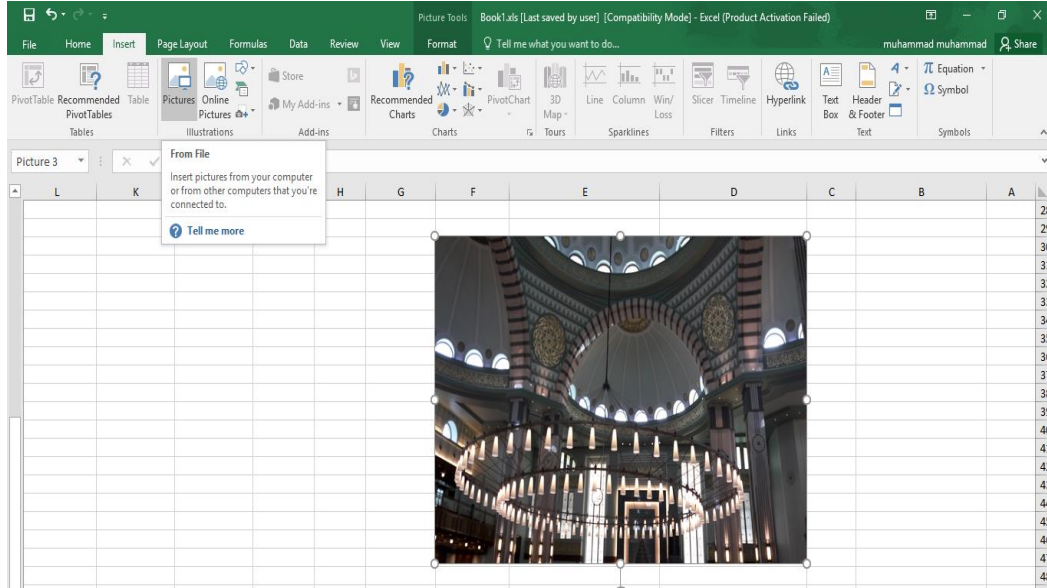 Picture Tools Book1.xls [Last saved by user] [Compatibility Mode] - Excel (Product Activation Failed)
File Home Insert Page Layout Formulas Data Review View Format Tell me what you want to do... muhammad muhammad Share
PivotTable Recommended PivotTables Table
Pictures Online Pictures
Store
My Add-ins
Recommended Charts
PivotChart
3D Map
Line Column Win/Loss
Slicer Timeline
Hyperlink
Text Box
Header & Footer
Equation
Symbol
Tables Illustrations Add-ins Charts Tours Sparklines Filters Links Text Symbols
Picture 3
From File
Insert pictures from your computer
or from other computers that you're
connected to.
Tell me more
L K H G F E D C B A